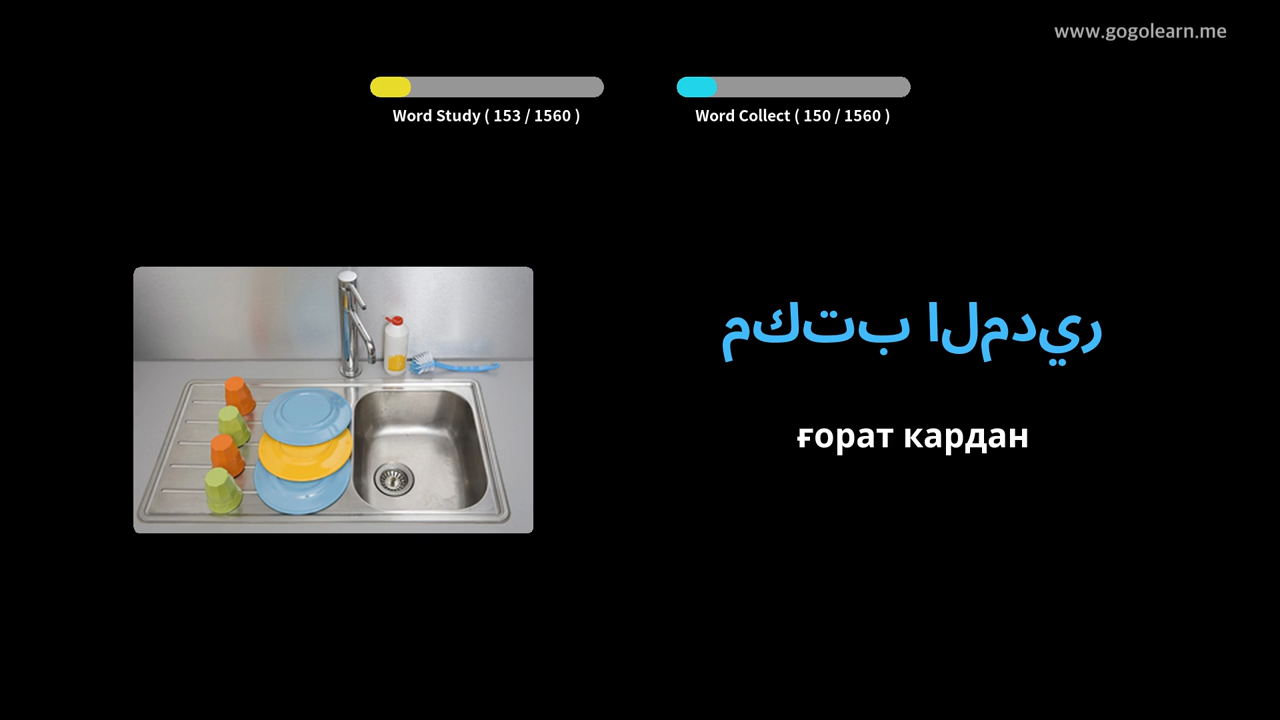 www.gogolearn.me
Word Study ( 153 / 1560 )
Word Collect ( 150 / 1560 )
مكتب المدير
ғорат кардан